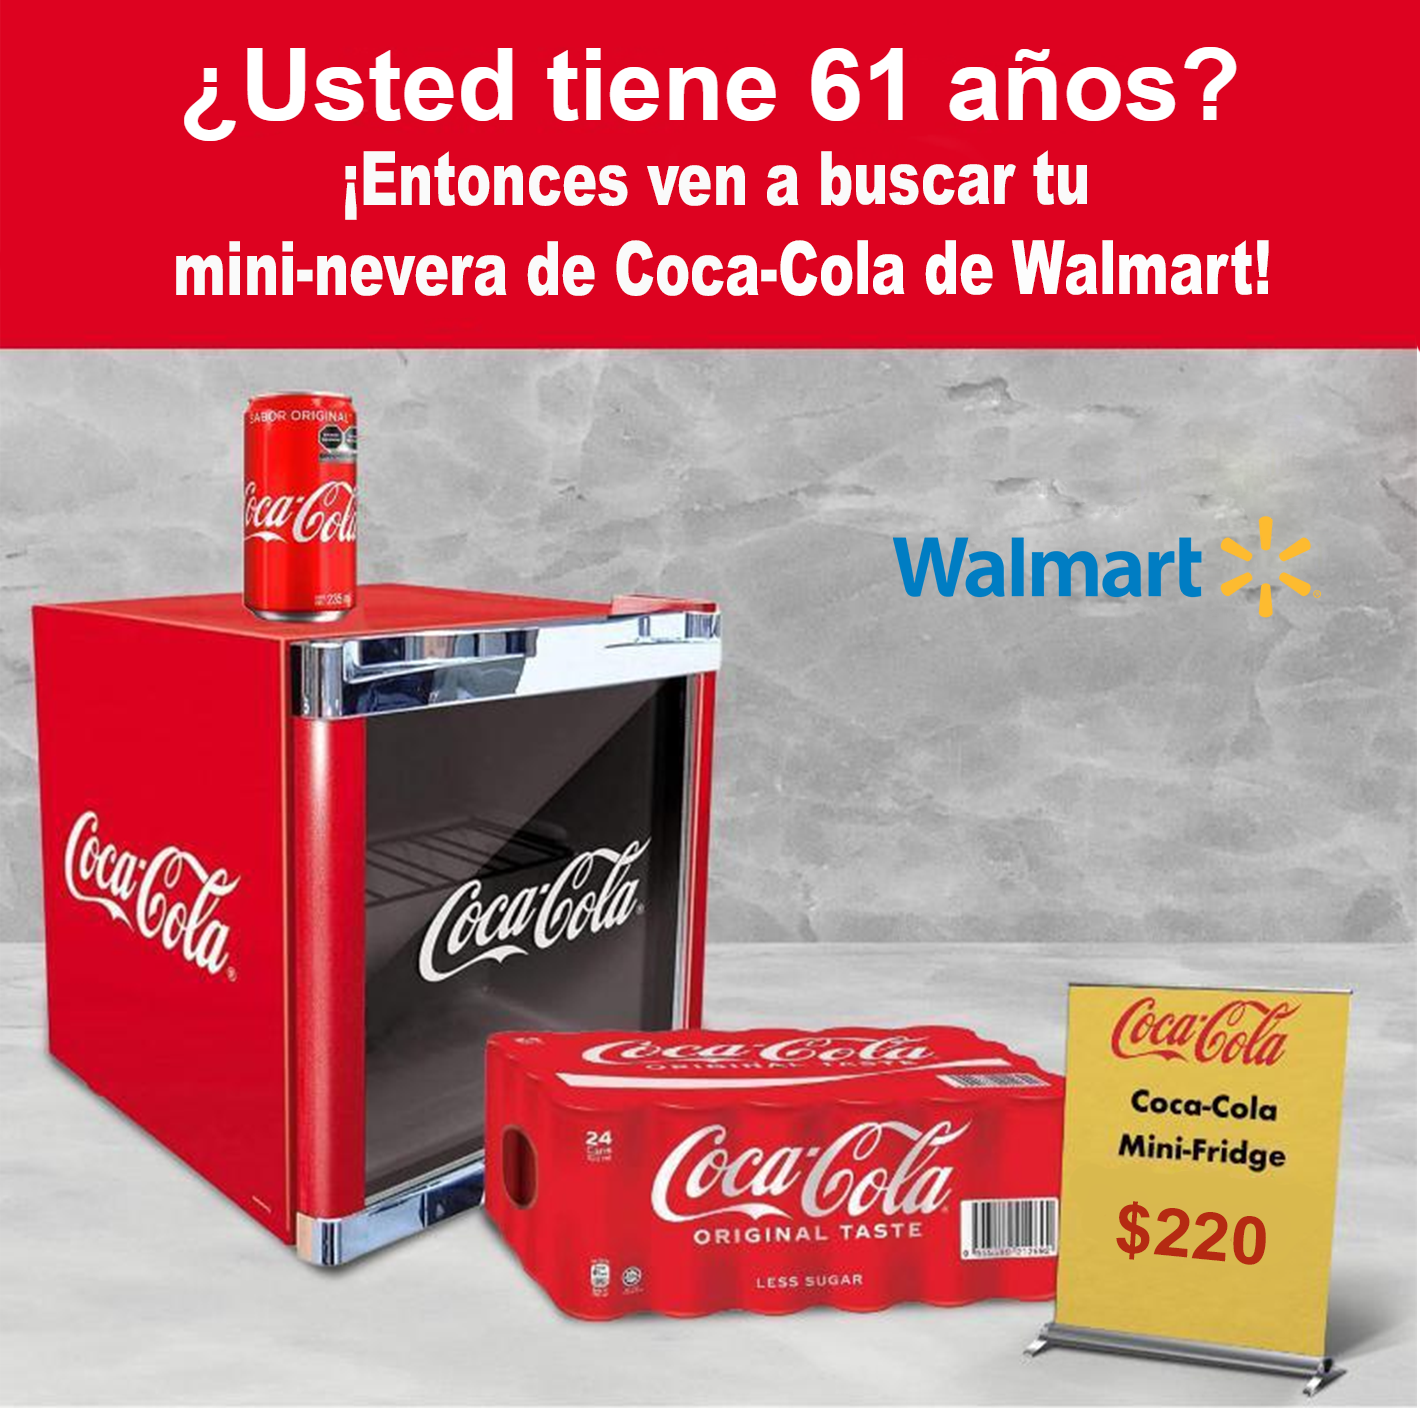 ¿Usted tiene 61 años?
¡Entonces ven a buscar tu
mini-nevera de Coca-Cola de Walmart!
SABOR ORIGINAL
Coca-Cola
235
Walmart
Coca-Cola
Coca-Cola
Coca-Cola
ORIGINAL TASTE
24
Cans
Coca-Cola
ORIGINAL TASTE
LESS SUGAR
Coca-Cola
Coca-Cola
Mini-Fridge
$220